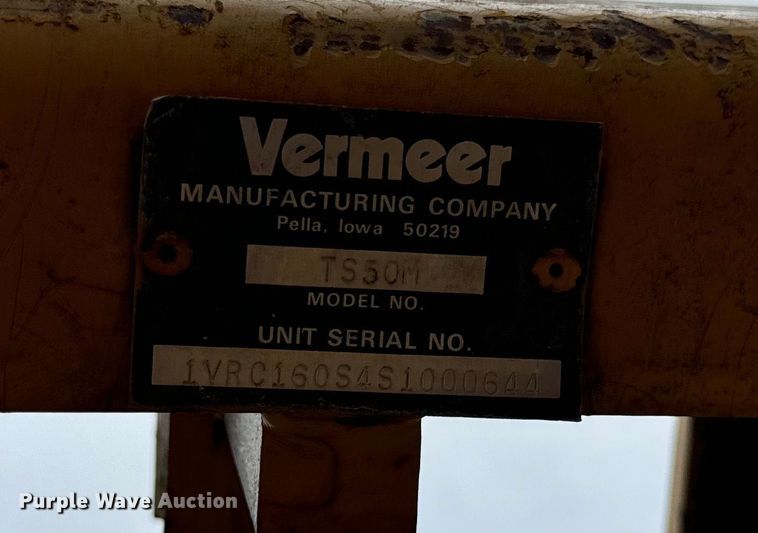 Vermeer
MANUFACTURING COMPANY
Pella, Iowa 50219
TS50M
MODEL NO.
UNIT SERIAL NO.
1VRC160S4S1000644
Purple Wave Auction